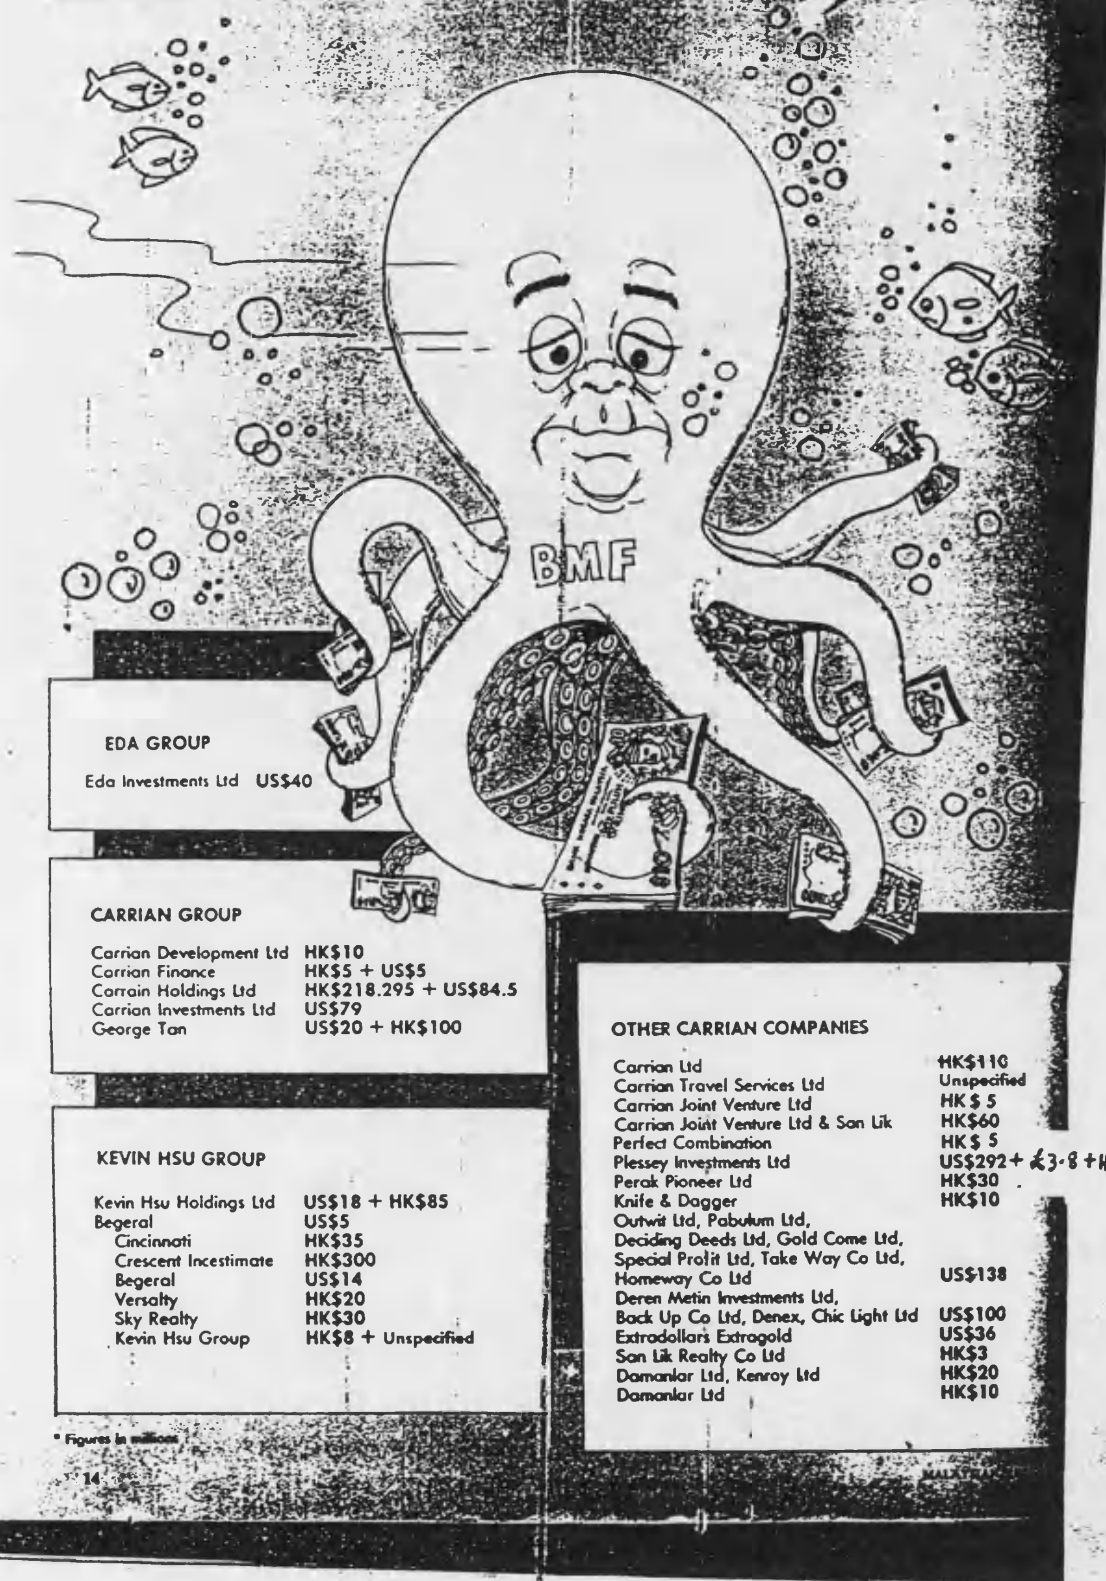 BMF
EDA GROUP
Eda Investments Ltd US$40
CARRIAN GROUP
Carrian Development Ltd HK$10
Carrian Finance HK$5 + US$5
Carrain Holdings Ltd HK$218.295 + US$84.5
Carrian Investments Ltd US$79
George Tan US$20 + HK$100
KEVIN HSU GROUP
Kevin Hsu Holdings Ltd US$18 + HK$85
Begeral US$5
Cincinnati HK$35
Crescent Incestimate HK$300
Begeral US$14
Versalty HK$20
Sky Realty HK$30
Kevin Hsu Group HK$8 + Unspecified
OTHER CARRIAN COMPANIES
Carrian Ltd HK$110
Carrian Travel Services Ltd Unspecified
Carrian Joint Venture Ltd HK$5
Carrian Joint Venture Ltd & San Lik HK$60
Perfect Combination HK$5
Plessey Investments Ltd US$292 + £3.8 + H
Perak Pioneer Ltd HK$30
Knife & Dagger HK$10
Outwit Ltd, Pabulum Ltd,
Deciding Deeds Ltd, Gold Come Ltd,
Special Profit Ltd, Take Way Co Ltd,
Homeway Co Ltd US$138
Deren Metin Investments Ltd,
Back Up Co Ltd, Denex, Chic Light Ltd US$100
Extradollars Extragold US$36
San Lik Realty Co Ltd HK$3
Damanlar Ltd, Kenroy Ltd HK$20
Damanlar Ltd HK$10
* Figures in millions
14